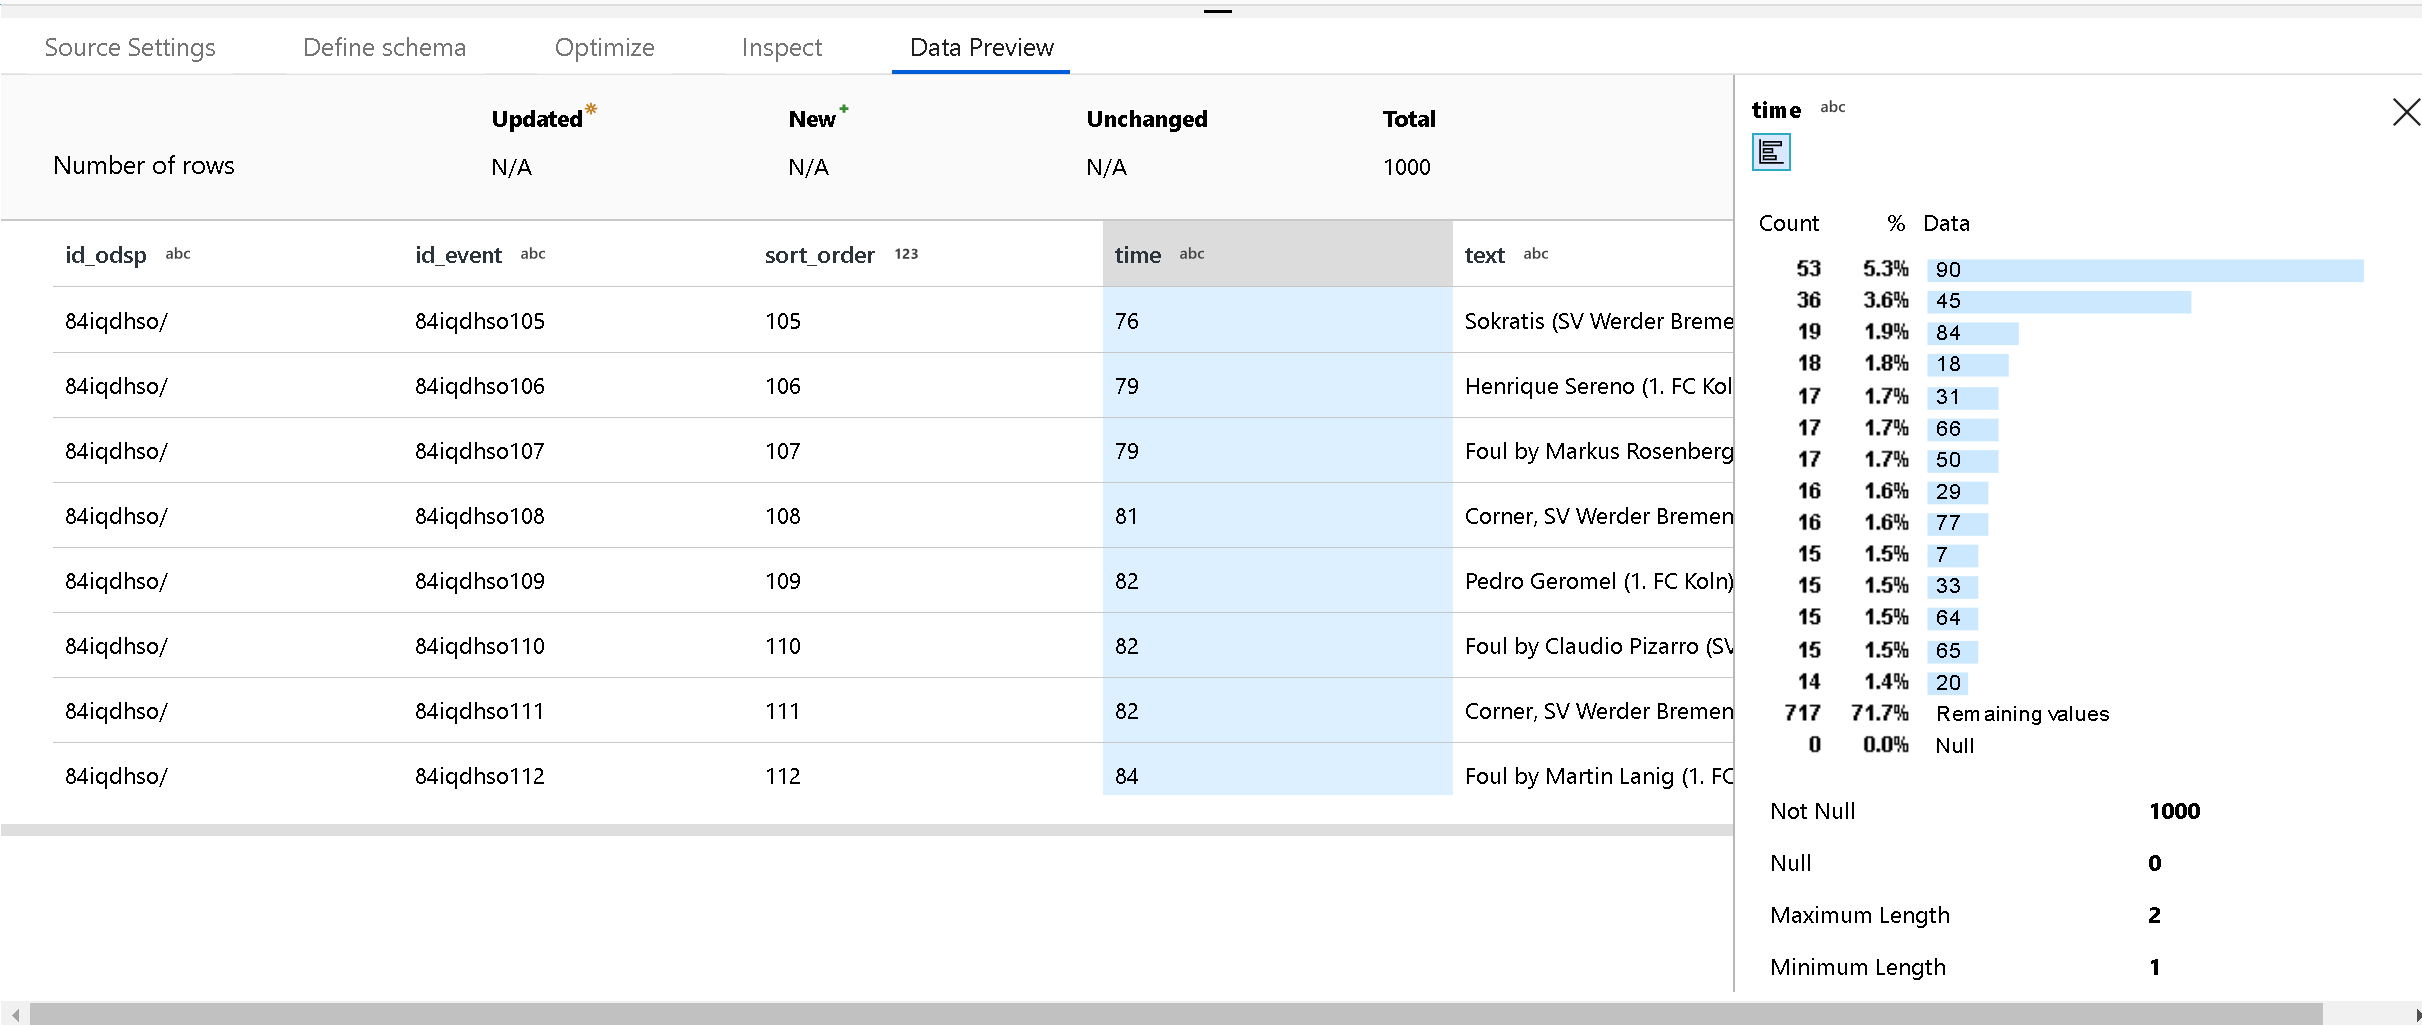 Source Settings Define schema Optimize Inspect Data Preview
Updated* New+ Unchanged Total
Number of rows N/A N/A N/A 1000
id_odsp abc id_event abc sort_order 123 time abc text abc
84iqdhso/ 84iqdhso105 105 76 Sokratis (SV Werder Breme
84iqdhso/ 84iqdhso106 106 79 Henrique Sereno (1. FC Kol
84iqdhso/ 84iqdhso107 107 79 Foul by Markus Rosenberg
84iqdhso/ 84iqdhso108 108 81 Corner, SV Werder Bremen
84iqdhso/ 84iqdhso109 109 82 Pedro Geromel (1. FC Koln)
84iqdhso/ 84iqdhso110 110 82 Foul by Claudio Pizarro (SV
84iqdhso/ 84iqdhso111 111 82 Corner, SV Werder Bremen
84iqdhso/ 84iqdhso112 112 84 Foul by Martin Lanig (1. FC
time abc
Count % Data
53 5.3% 90
36 3.6% 45
19 1.9% 84
18 1.8% 18
17 1.7% 31
17 1.7% 66
17 1.7% 50
16 1.6% 29
16 1.6% 77
15 1.5% 7
15 1.5% 33
15 1.5% 64
15 1.5% 65
14 1.4% 20
717 71.7% Remaining values
0 0.0% Null
Not Null 1000
Null 0
Maximum Length 2
Minimum Length 1